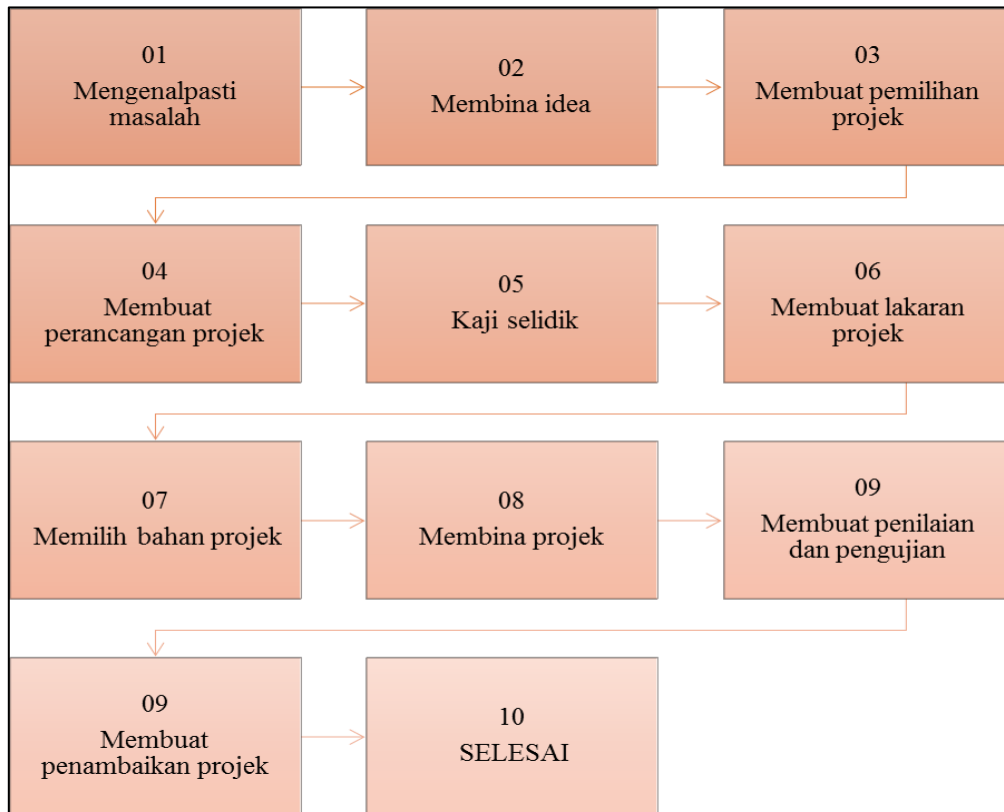 01
Mengenalpasti
masalah
02
Membina idea
03
Membuat pemilihan
projek
04
Membuat
perancangan projek
05
Kaji selidik
06
Membuat lakaran
projek
07
Memilih bahan projek
08
Membina projek
09
Membuat penilaian
dan pengujian
09
Membuat
penambaikan projek
10
SELESAI